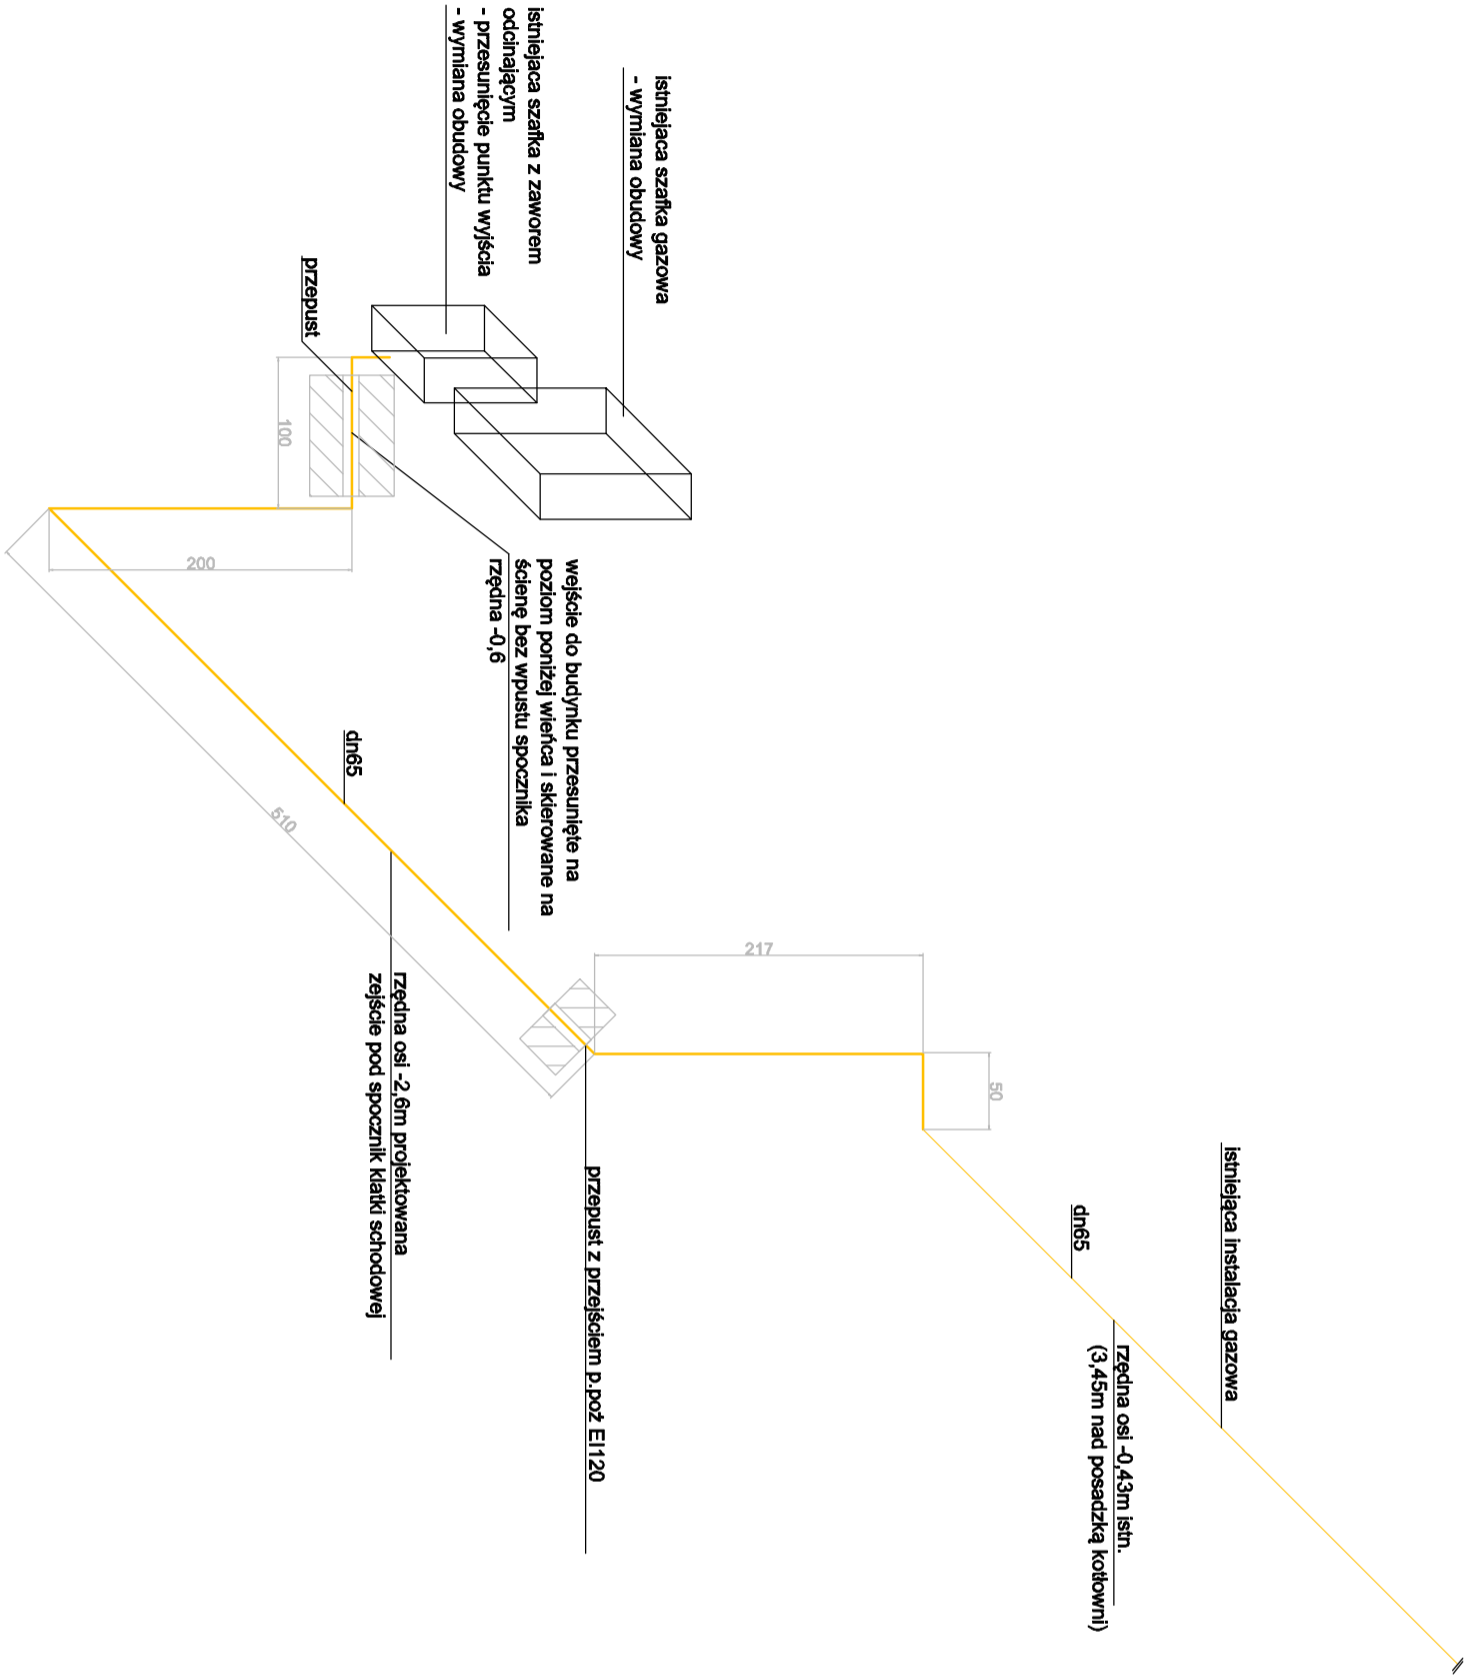 istniejaca szafka gazowa
- wymiana obudowy
istniejaca szafka z zaworem
odcinającym
- przesunięcie punktu wyjścia
- wymiana obudowy
przepust
100
200
wejście do budynku przesunięte na
poziom poniżej wieńca i skierowane na
ścienę bez wpustu spocznika
rzędna -0,6
dn65
510
rzędna osi -2,6m projektowana
zejście pod spocznik klatki schodowej
217
50
przepust z przejściem p.poż EI120
istniejąca instalacja gazowa
dn65
rzędna osi -0,43m istn.
(3,45m nad posadzką kotłowni)